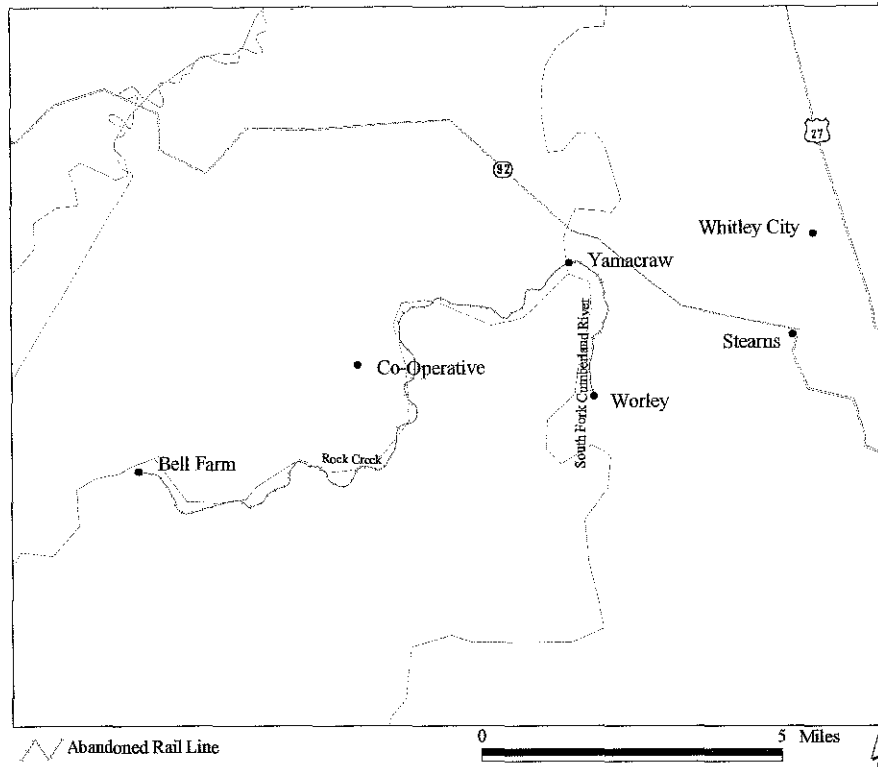 27
92
Whitley City
Yamacraw
South Fork Cumberland River
Stearns
Co-Operative
Worley
Rock Creek
Bell Farm
Abandoned Rail Line
0 5 Miles